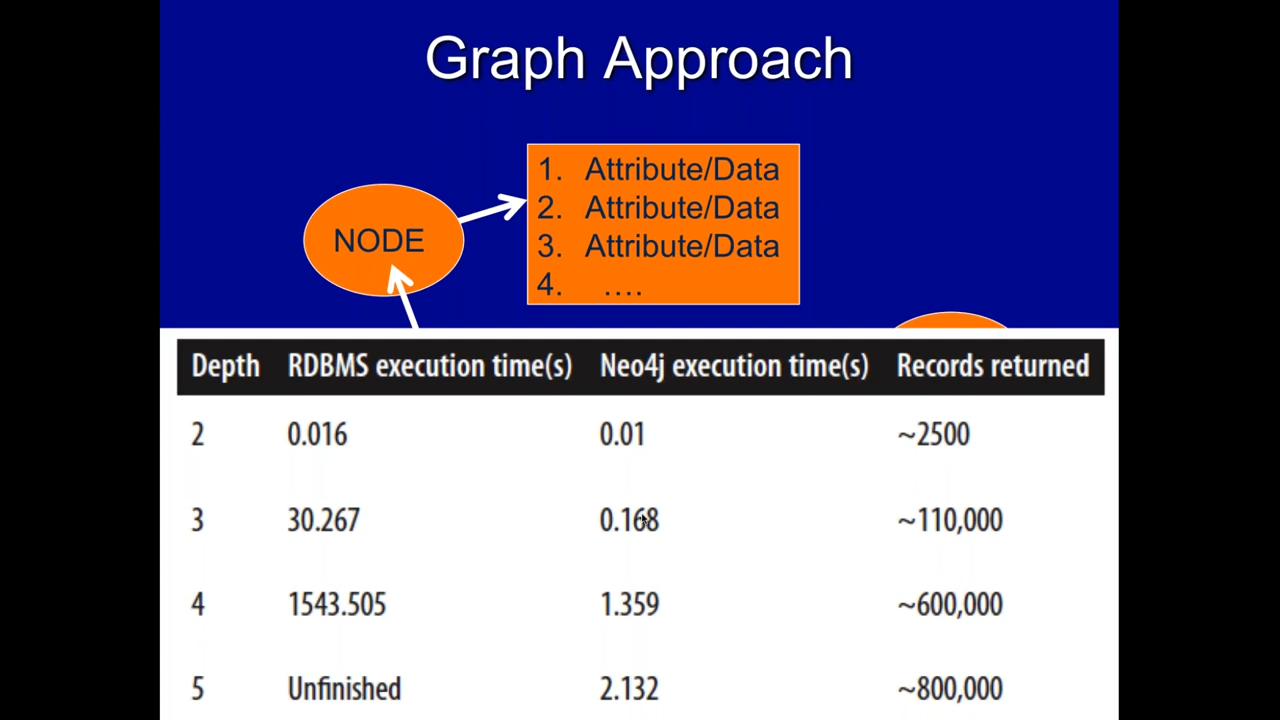 Graph Approach
NODE
1. Attribute/Data
2. Attribute/Data
3. Attribute/Data
4. ....
Depth RDBMS execution time(s) Neo4j execution time(s) Records returned
2 0.016 0.01 ~2500
3 30.267 0.168 ~110,000
4 1543.505 1.359 ~600,000
5 Unfinished 2.132 ~800,000